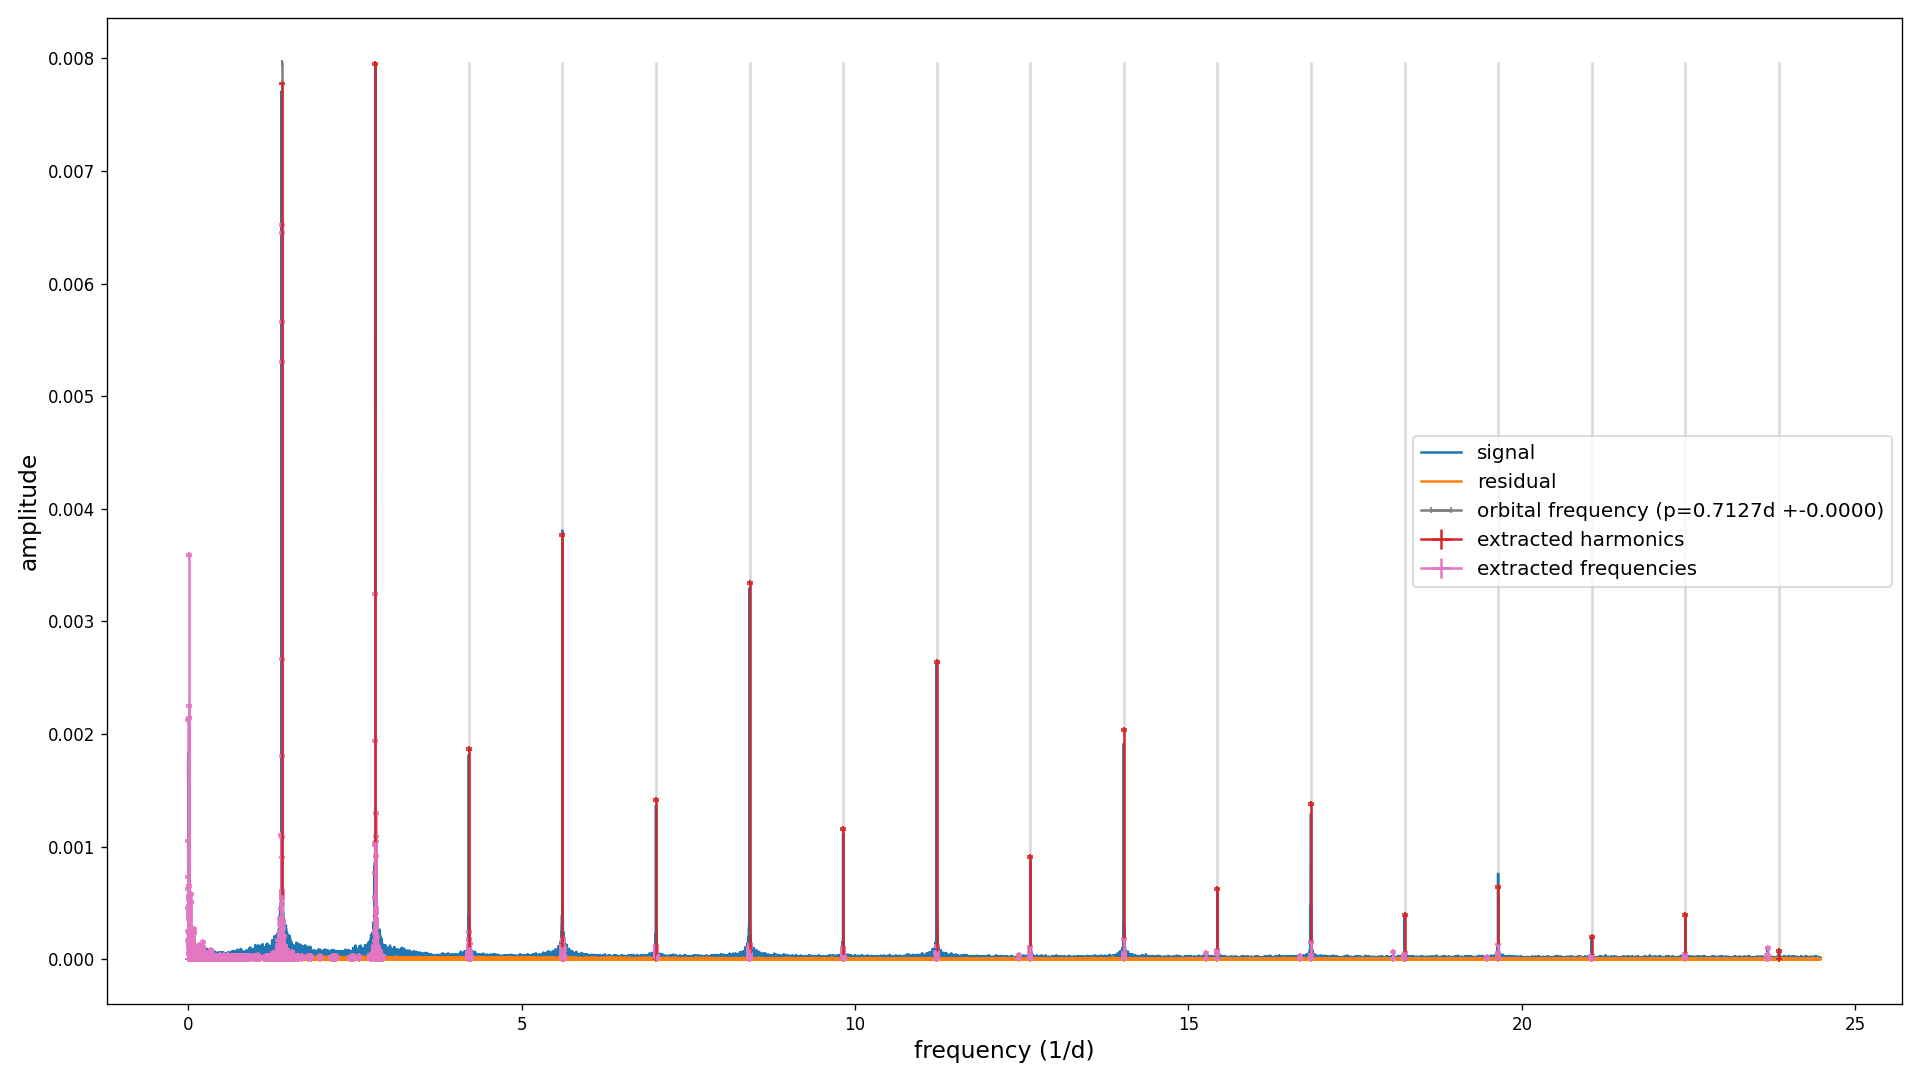 0.008
0.007
0.006
0.005
0.004
0.003
0.002
0.001
0.000
amplitude
signal
residual
orbital frequency (p=0.7127d +-0.0000)
extracted harmonics
extracted frequencies
0 5 10 15 20 25
frequency (1/d)